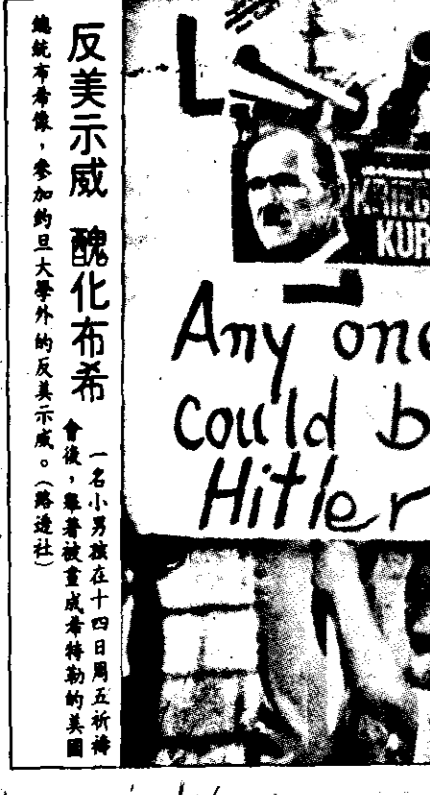 反美示威 醜化布希
一名小男孩在十四日周五祈禱
會後，舉著被畫成希特勒的美國
總統布希像，參加約旦大學外的反美示威。（路透社）
KRIEG
KUR
Any one
could b
Hitler